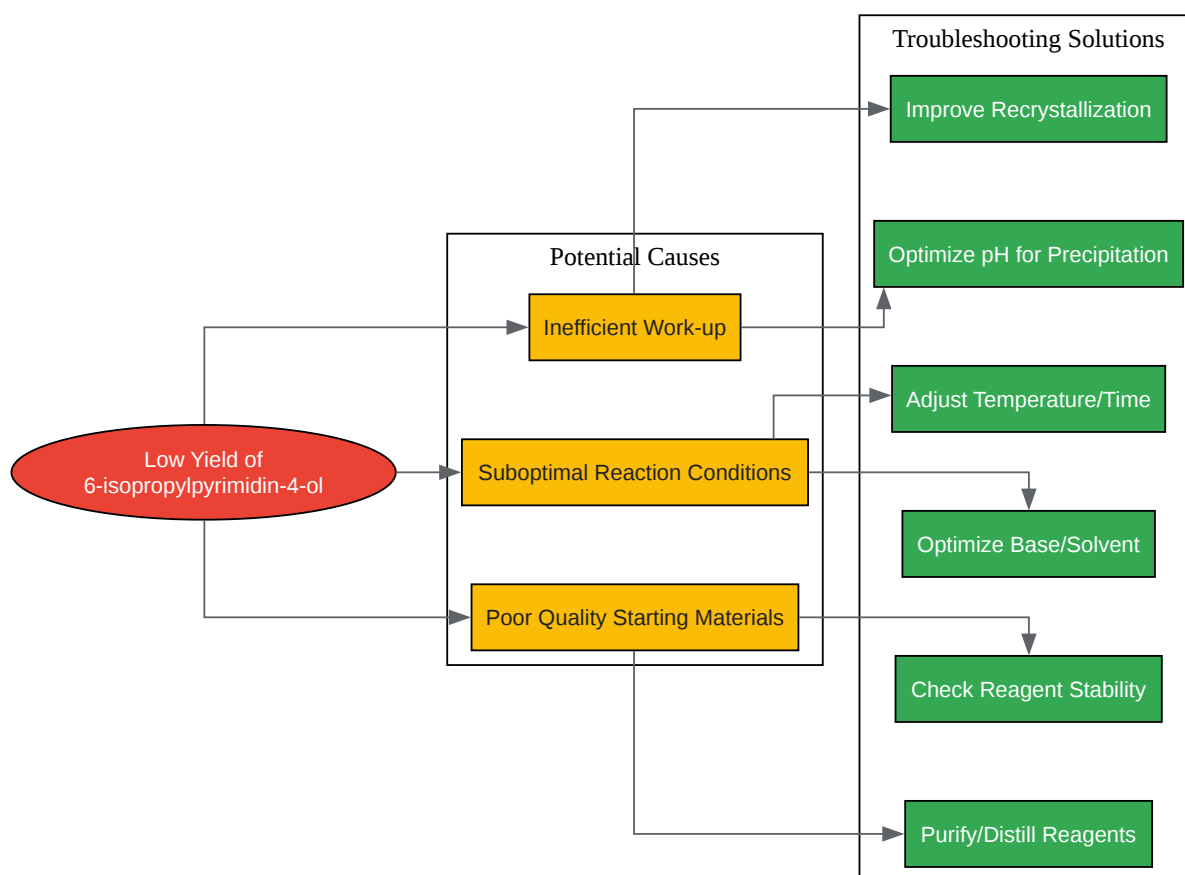 Low Yield of
6-isopropylpyrimidin-4-ol
Potential Causes
Inefficient Work-up
Suboptimal Reaction Conditions
Poor Quality Starting Materials
Troubleshooting Solutions
Improve Recrystallization
Optimize pH for Precipitation
Adjust Temperature/Time
Optimize Base/Solvent
Check Reagent Stability
Purify/Distill Reagents